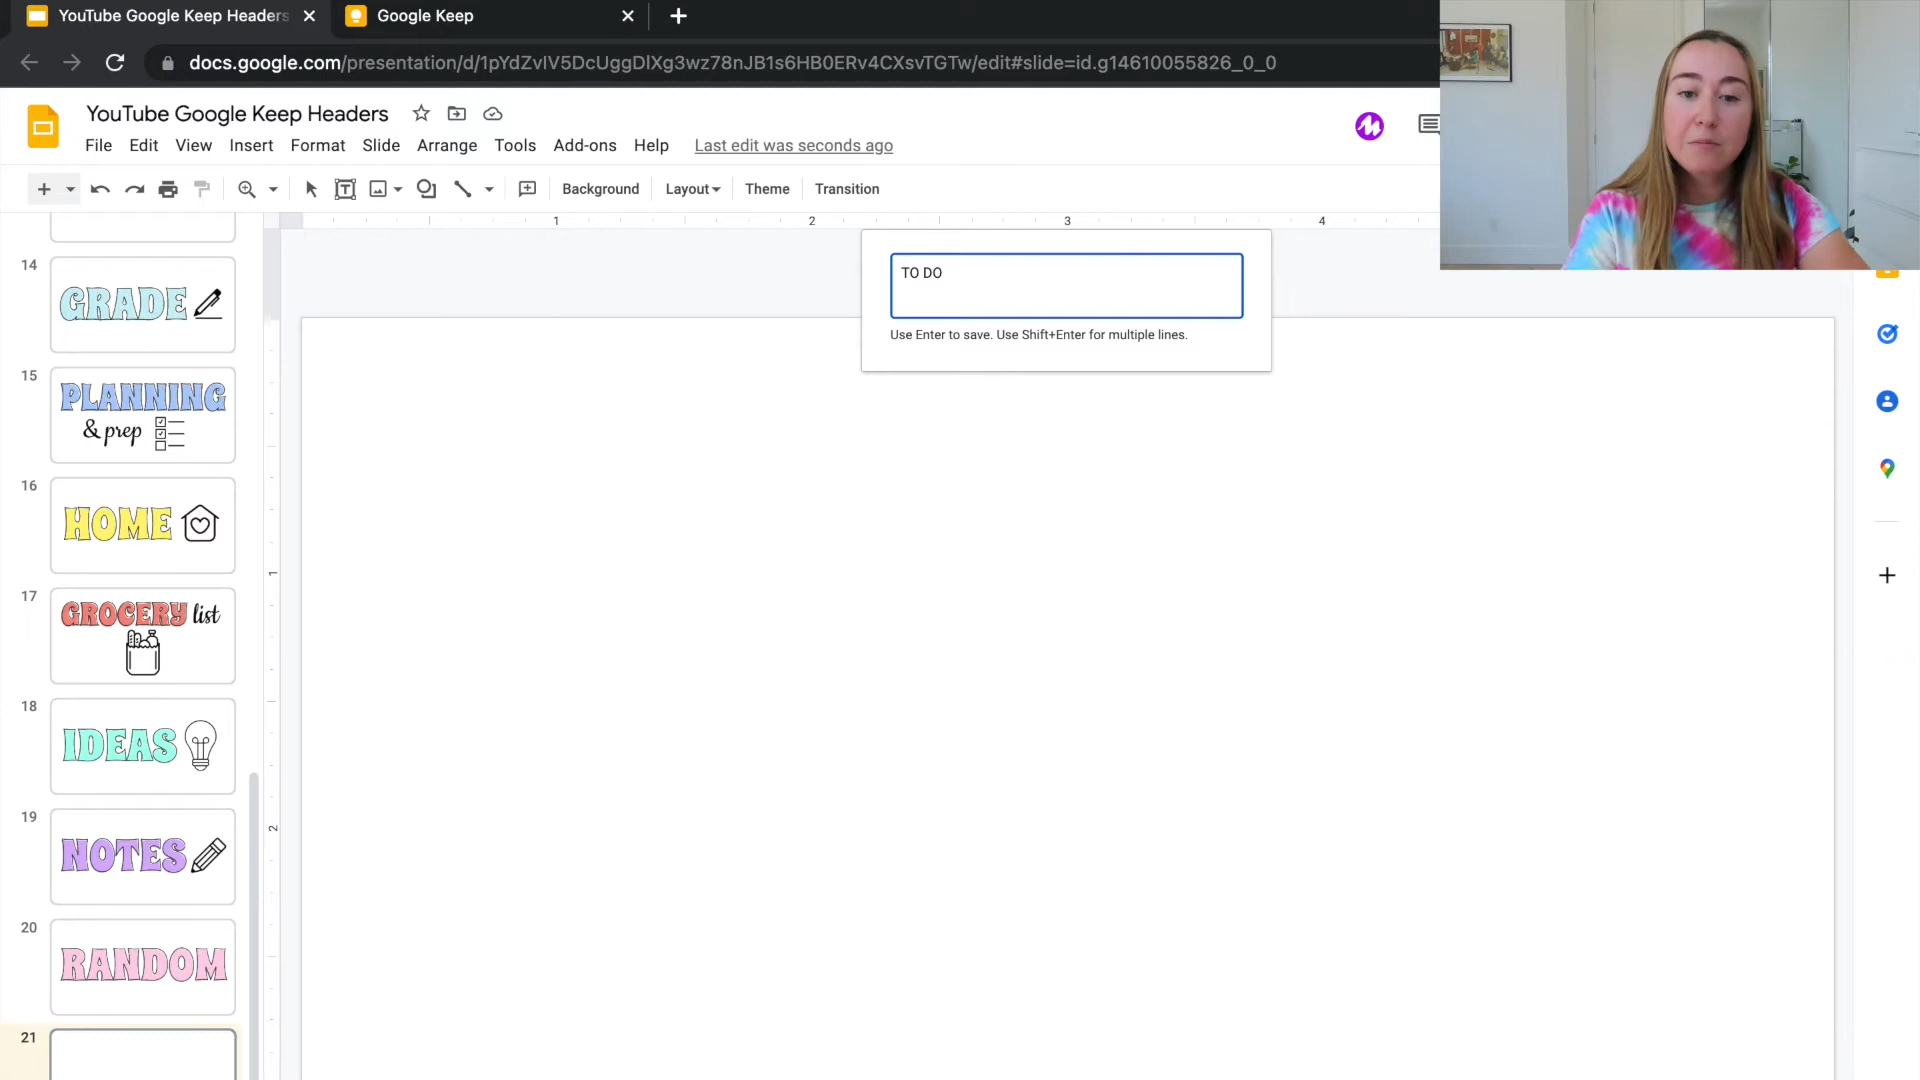 YouTube Google Keep Headers
Google Keep
docs.google.com/presentation/d/1pYdZvIV5DcUggDlXg3wz78nJB1s6HB0ERv4CXsvTGTw/edit#slide=id.g14610055826_0_0
YouTube Google Keep Headers
File Edit View Insert Format Slide Arrange Tools Add-ons Help Last edit was seconds ago
Background Layout Theme Transition
1 2 3 4
TO DO
Use Enter to save. Use Shift+Enter for multiple lines.
14
GRADE
15
PLANNING
& prep
16
HOME
17
GROCERY list
18
IDEAS
19
NOTES
20
RANDOM
21
1
2